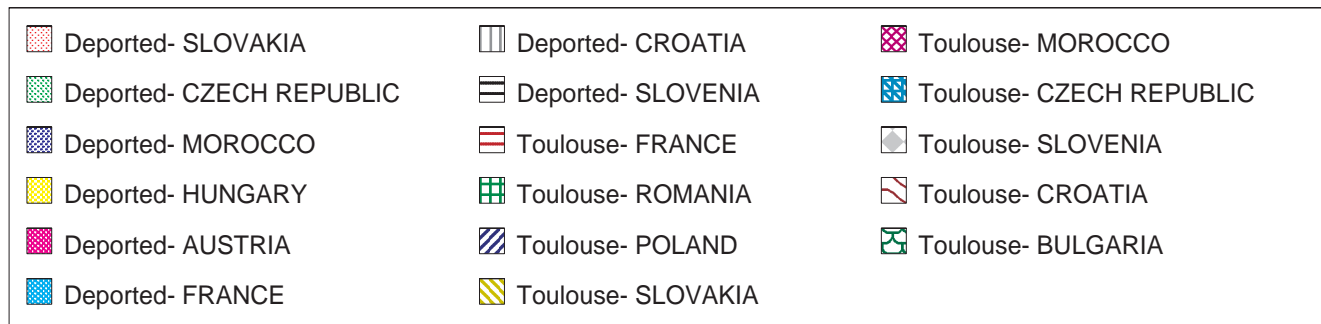 Deported- SLOVAKIA
Deported- CZECH REPUBLIC
Deported- MOROCCO
Deported- HUNGARY
Deported- AUSTRIA
Deported- FRANCE
Deported- CROATIA
Deported- SLOVENIA
Toulouse- FRANCE
Toulouse- ROMANIA
Toulouse- POLAND
Toulouse- SLOVAKIA
Toulouse- MOROCCO
Toulouse- CZECH REPUBLIC
Toulouse- SLOVENIA
Toulouse- CROATIA
Toulouse- BULGARIA